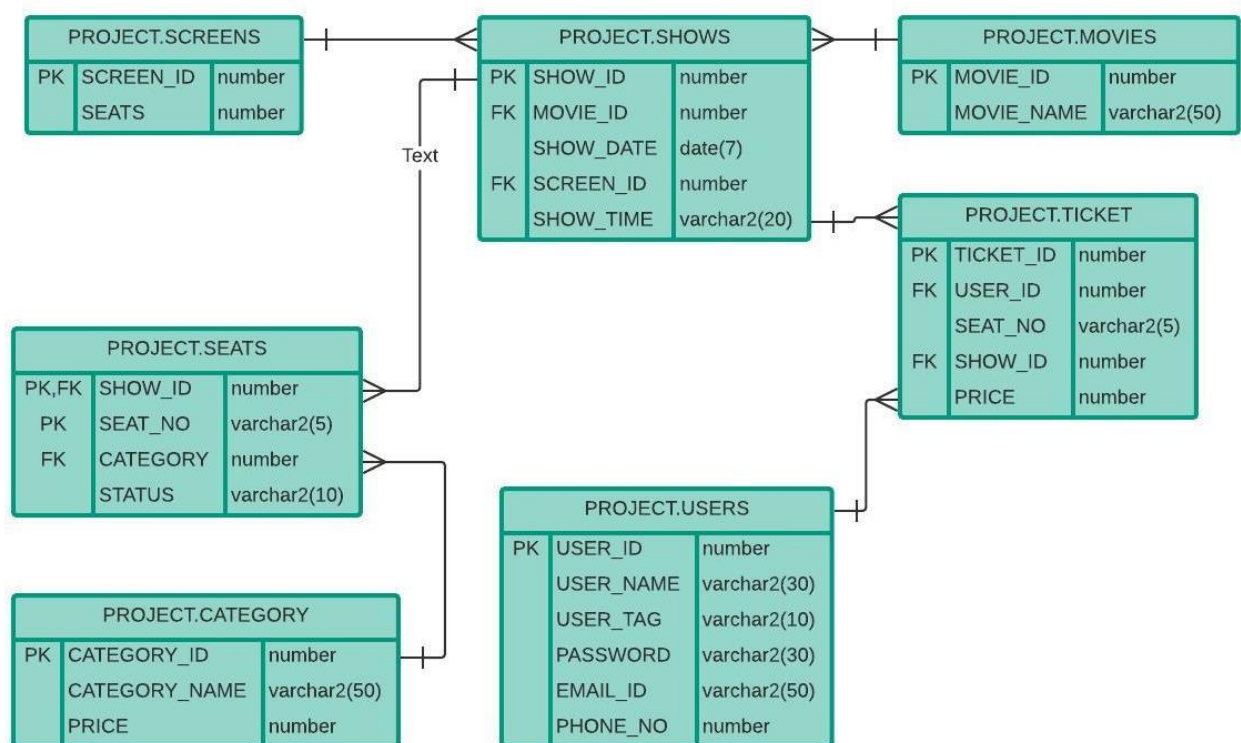 PROJECT.SCREENS
PK SCREEN_ID number
SEATS number
PROJECT.SHOWS
PK SHOW_ID number
FK MOVIE_ID number
SHOW_DATE date(7)
FK SCREEN_ID number
SHOW_TIME varchar2(20)
PROJECT.MOVIES
PK MOVIE_ID number
MOVIE_NAME varchar2(50)
Text
PROJECT.TICKET
PK TICKET_ID number
FK USER_ID number
SEAT_NO varchar2(5)
FK SHOW_ID number
PRICE number
PROJECT.SEATS
PK,FK SHOW_ID number
PK SEAT_NO varchar2(5)
FK CATEGORY number
STATUS varchar2(10)
PROJECT.USERS
PK USER_ID number
USER_NAME varchar2(30)
USER_TAG varchar2(10)
PASSWORD varchar2(30)
EMAIL_ID varchar2(50)
PHONE_NO number
PROJECT.CATEGORY
PK CATEGORY_ID number
CATEGORY_NAME varchar2(50)
PRICE number